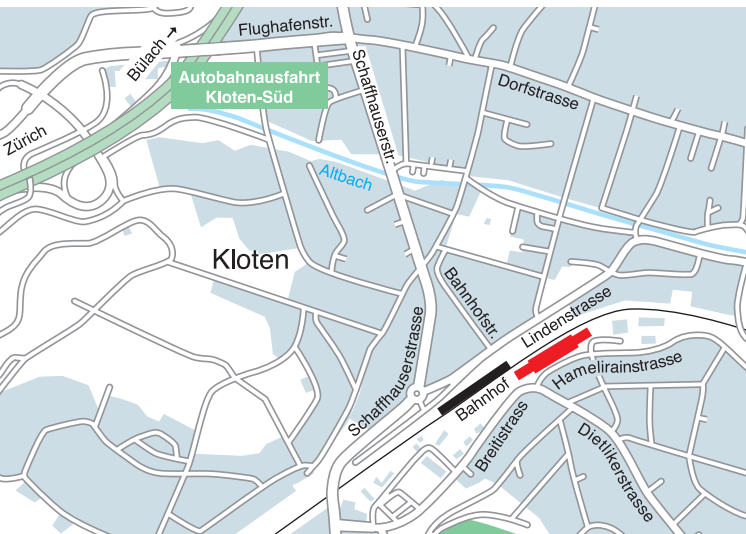 Flughafenstr.
Bülach
Autobahnausfahrt
Kloten-Süd
Schaffhauserstr.
Dorfstrasse
Zürich
Altbach
Kloten
Bahnhofstr.
Lindenstrasse
Schaffhauserstrasse
Bahnhof
Hamelirainstrasse
Breitistrass
Dietlikerstrasse